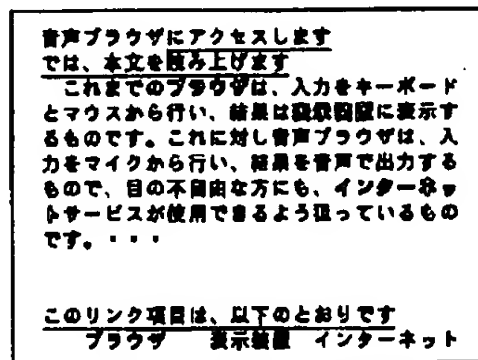 音声ブラウザにアクセスします
では、本文を読み上げます
これまでのブラウザは、入力をキーボード
とマウスから行い、結果は表示装置に表示す
るものです。これに対し音声ブラウザは、入
力をマイクから行い、結果を音声で出力する
もので、目の不自由な方にも、インターネッ
トサービスが使用できるよう狙っているもの
です。・・・
このリンク項目は、以下のとおりです
ブラウザ 表示装置 インターネット